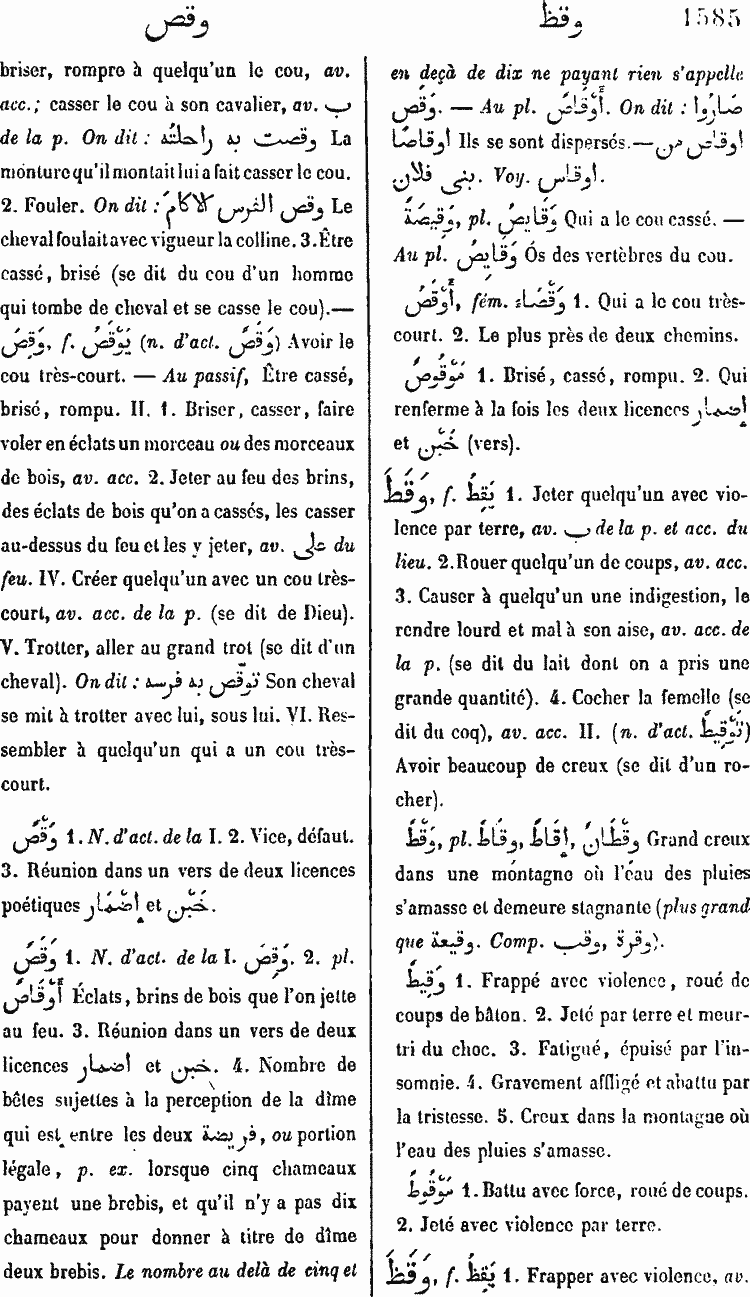 وقص
وقظ
1585
briser, rompre à quelqu'un le cou, av.
acc.; casser le cou à son cavalier, av. ب
de la p. On dit : وقصت به راحلته La
monture qu'il montait lui a fait casser le cou.
2. Fouler. On dit : وقص الفرس الاكامَ Le
cheval foulait avec vigueur la colline. 3. Être
cassé, brisé (se dit du cou d'un homme
qui tombe de cheval et se casse le cou).—
وَقِصَ, f. يَوْقَصُ (n. d'act. وَقَصٌ) Avoir le
cou très-court. — Au passif, Être cassé,
brisé, rompu. II. 1. Briser, casser, faire
voler en éclats un morceau ou des morceaux
de bois, av. acc. 2. Jeter au feu des brins,
des éclats de bois qu'on a cassés, les casser
au-dessus du feu et les y jeter, av. على du
feu. IV. Créer quelqu'un avec un cou très-
court, av. acc. de la p. (se dit de Dieu).
V. Trotter, aller au grand trot (se dit d'un
cheval). On dit : توقّص به فرسه Son cheval
se mit à trotter avec lui, sous lui. VI. Res-
sembler à quelqu'un qui a un cou très-
court.
وَقْصٌ 1. N. d'act. de la I. 2. Vice, défaut.
3. Réunion dans un vers de deux licences
poétiques إِضْمَار et خَبْن.
وَقَصٌ 1. N. d'act. de la I. وَقِصَ. 2. pl.
أَوْقَاصٌ Éclats, brins de bois que l'on jette
au feu. 3. Réunion dans un vers de deux
licences اضمار et خبن. 4. Nombre de
bêtes sujettes à la perception de la dîme
qui est entre les deux فريضة, ou portion
légale, p. ex. lorsque cinq chameaux
payent une brebis, et qu'il n'y a pas dix
chameaux pour donner à titre de dîme
deux brebis. Le nombre au delà de cinq et
en deçà de dix ne payant rien s'appelle
وَقَص. — Au pl. أَوْقَاصٌ. On dit : صَارُوا
اوقاصًا Ils se sont dispersés.— اوقاص من
بنى فلان. Voy. اوقاس.
وَقِيصَةٌ, pl. وَقَايِصُ Qui a le cou cassé. —
Au pl. وَقَايِصُ Os des vertèbres du cou.
أَوْقَصُ, fém. وَقْصَاء 1. Qui a le cou très-
court. 2. Le plus près de deux chemins.
مَوْقُوصٌ 1. Brisé, cassé, rompu. 2. Qui
renferme à la fois les deux licences إضمار
et خَبْن (vers).
وَقَطَ, f. يَقِطُ 1. Jeter quelqu'un avec vio-
lence par terre, av. ب de la p. et acc. du
lieu. 2. Rouer quelqu'un de coups, av. acc.
3. Causer à quelqu'un une indigestion, le
rendre lourd et mal à son aise, av. acc. de
la p. (se dit du lait dont on a pris une
grande quantité). 4. Cocher la femelle (se
dit du coq), av. acc. II. (n. d'act. تَوْقِيطٌ)
Avoir beaucoup de creux (se dit d'un ro-
cher).
وَقْطٌ, pl. وِقْطَانٌ, إِقَاطٌ, وِقَاطٌ Grand creux
dans une montagne où l'eau des pluies
s'amasse et demeure stagnante (plus grand
que وقيعة. Comp. وقرة, وقب).
وَقِيطٌ 1. Frappé avec violence, roué de
coups de bâton. 2. Jeté par terre et meur-
tri du choc. 3. Fatigué, épuisé par l'in-
somnie. 4. Gravement affligé et abattu par
la tristesse. 5. Creux dans la montagne où
l'eau des pluies s'amasse.
مَوْقُوطٌ 1. Battu avec force, roué de coups.
2. Jeté avec violence par terre.
وَقَظَ, f. يَقِظُ 1. Frapper avec violence, av.